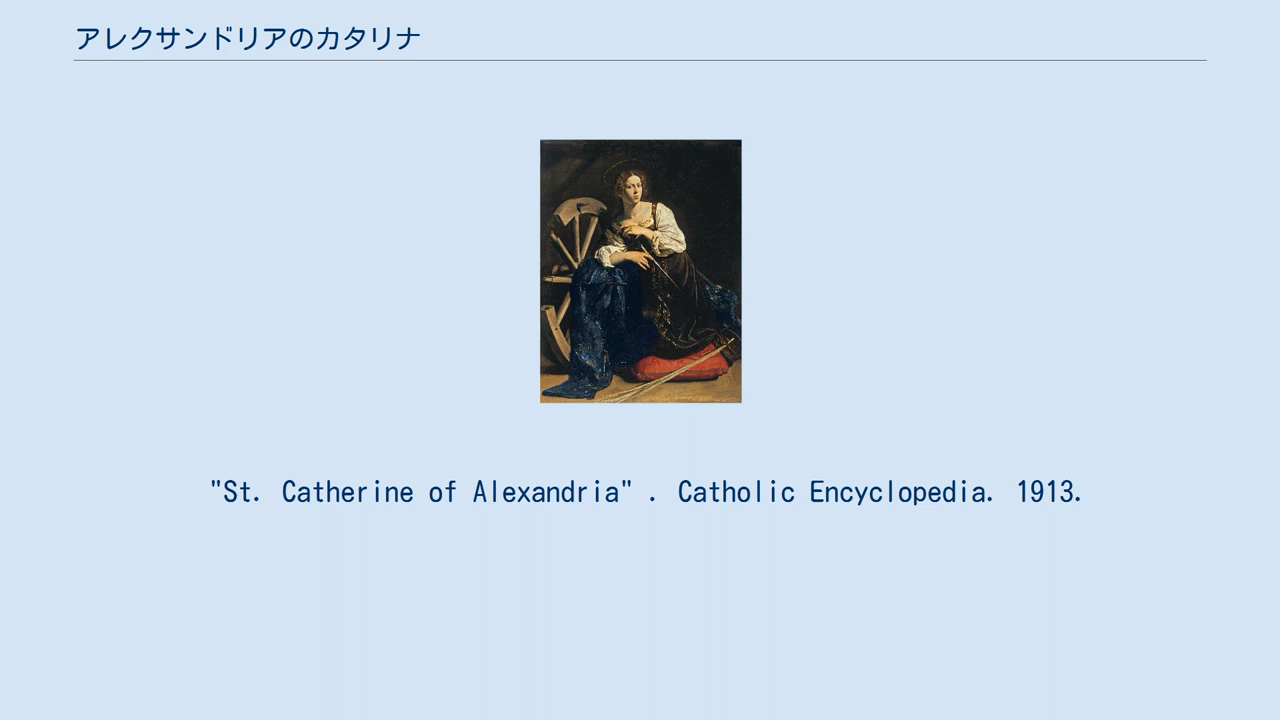 アレクサンドリアのカタリナ
"St. Catherine of Alexandria" . Catholic Encyclopedia. 1913.